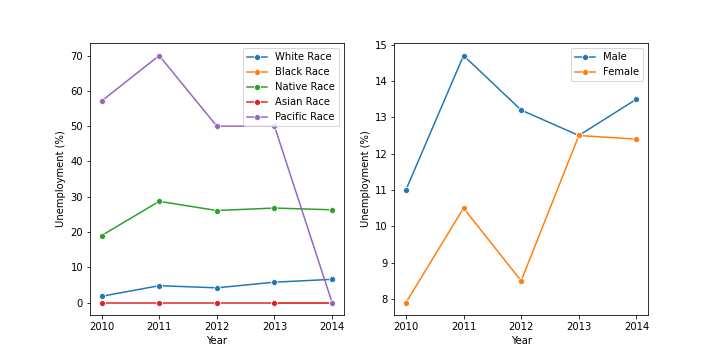 70
60
50
40
30
20
10
0
Unemployment (%)
2010 2011 2012 2013 2014
Year
White Race
Black Race
Native Race
Asian Race
Pacific Race
15
14
13
12
11
10
9
8
Unemployment (%)
2010 2011 2012 2013 2014
Year
Male
Female